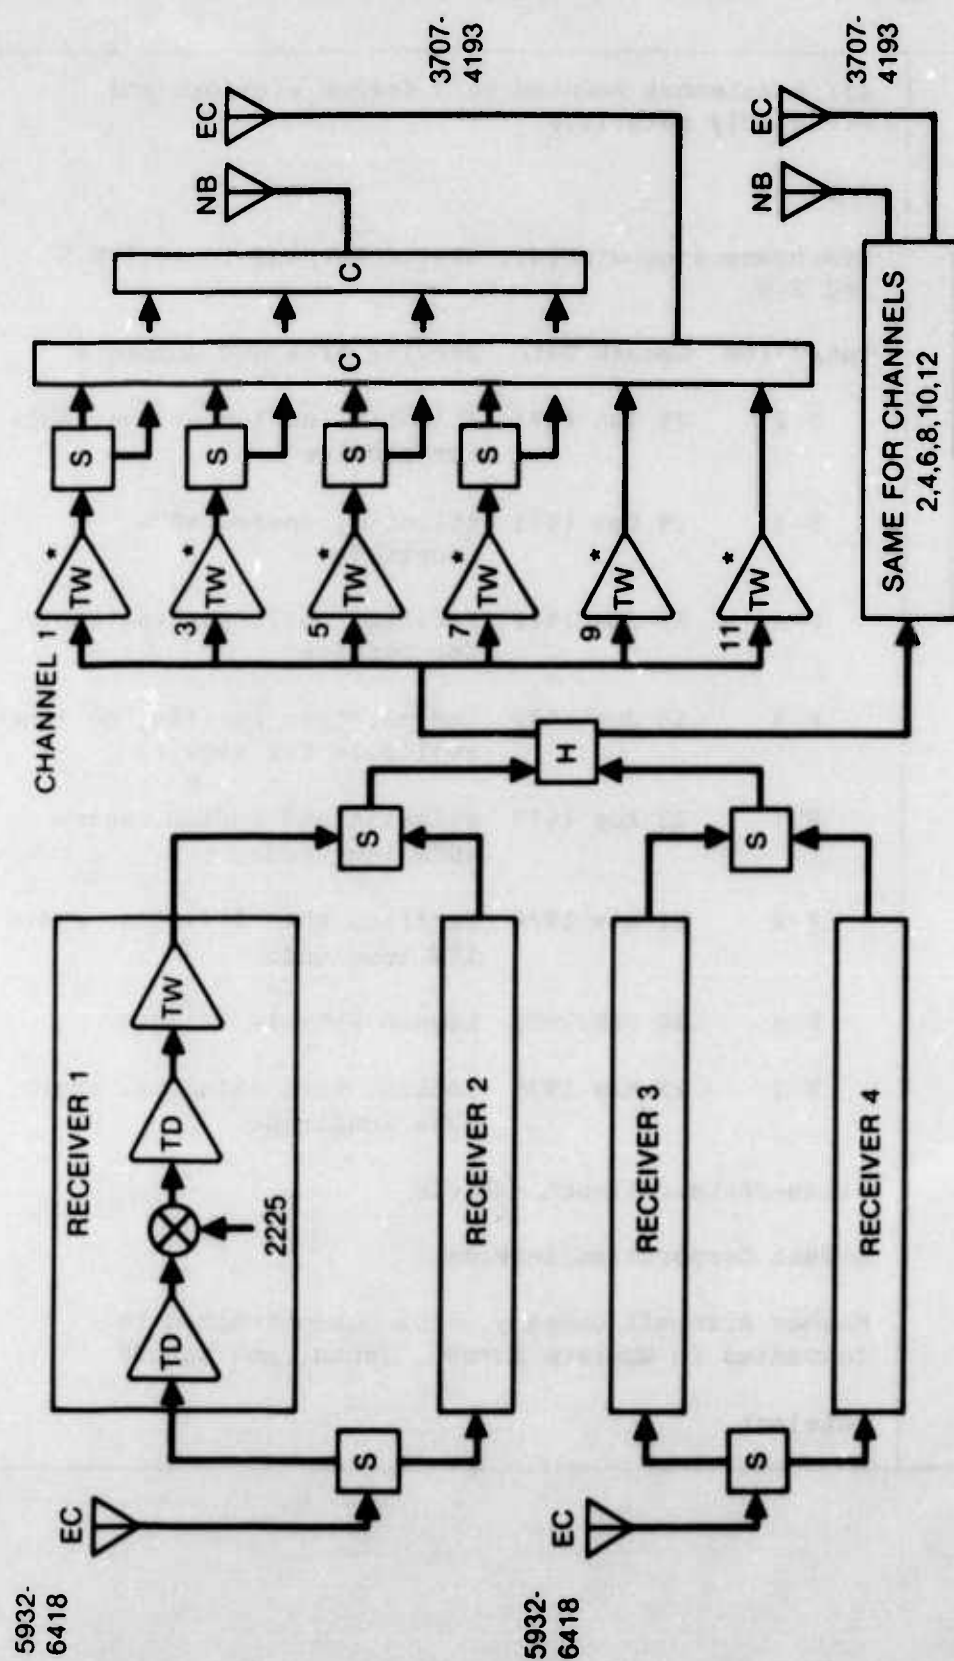 5932-
6418
EC
S
RECEIVER 1
TD
2225
TD
TW
RECEIVER 2
S
CHANNEL 1
TW
*
S
3
TW
*
S
5
TW
*
S
7
TW
*
S
9
TW
*
11
TW
*
C
C
NB
EC
3707-
4193
H
5932-
6418
EC
S
RECEIVER 3
RECEIVER 4
S
SAME FOR CHANNELS
2,4,6,8,10,12
NB
EC
3707-
4193